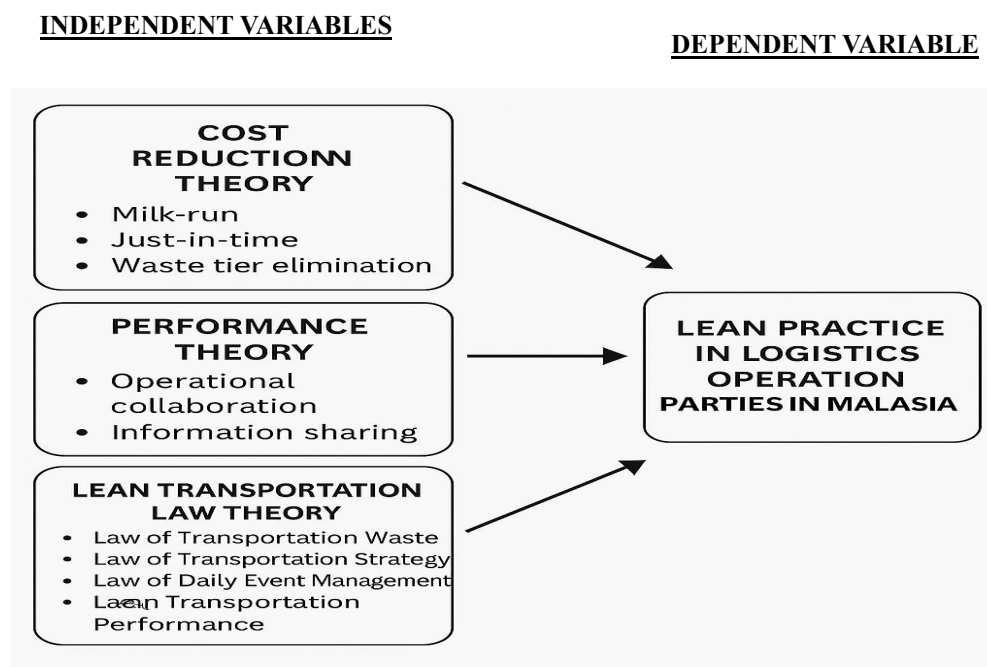 INDEPENDENT VARIABLES
DEPENDENT VARIABLE
COST
REDUCTIONN
THEORY
• Milk-run
• Just-in-time
• Waste tier elimination
PERFORMANCE
THEORY
• Operational
collaboration
• Information sharing
LEAN TRANSPORTATION
LAW THEORY
• Law of Transportation Waste
• Law of Transportation Strategy
• Law of Daily Event Management
• Transportation
Performance
LEAN PRACTICE
IN LOGISTICS
OPERATION
PARTIES IN MALASIA